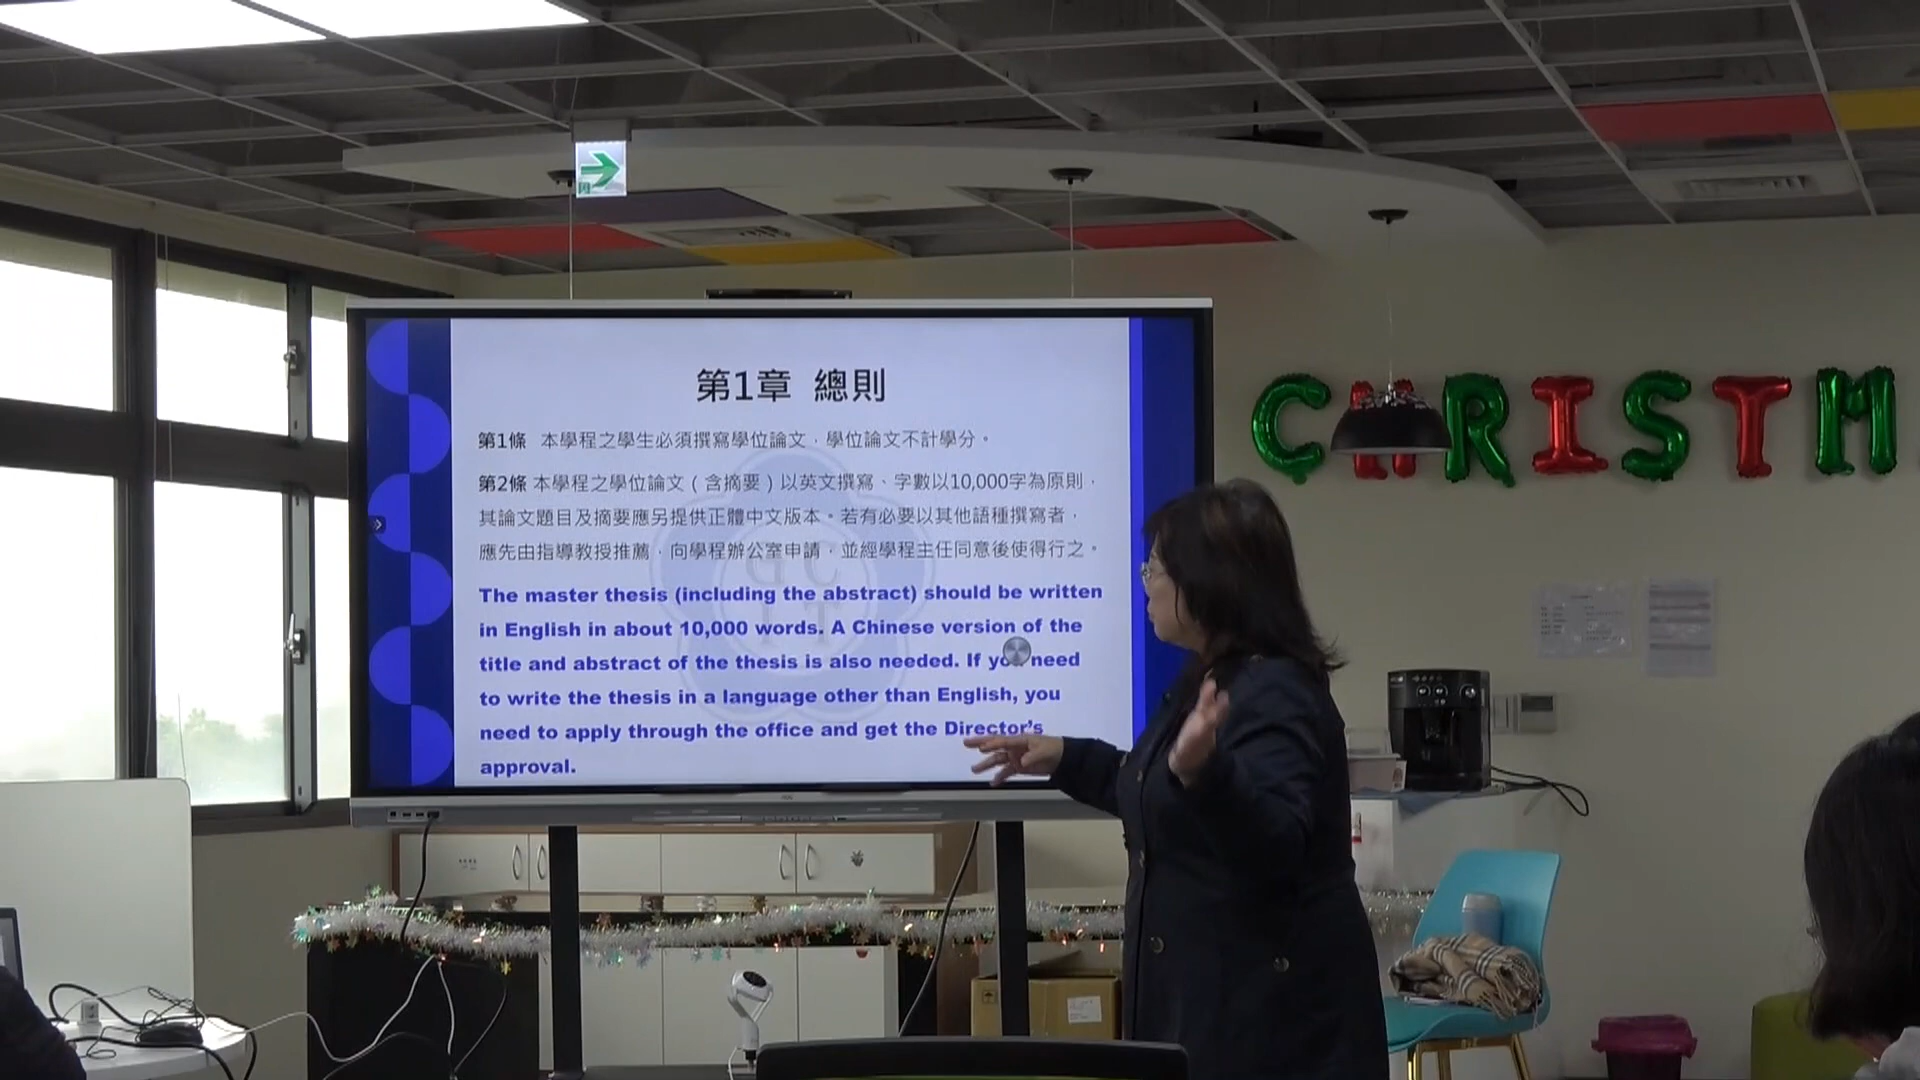 第1章 總則
第1條 本學程之學生必須撰寫學位論文，學位論文不計學分。
第2條 本學程之學位論文（含摘要）以英文撰寫、字數以10,000字為原則，
其論文題目及摘要應另提供正體中文版本。若有必要以其他語種撰寫者，
應先由指導教授推薦，向學程辦公室申請，並經學程主任同意後使得行之。
The master thesis (including the abstract) should be written
in English in about 10,000 words. A Chinese version of the
title and abstract of the thesis is also needed. If need
to write the thesis in a language other than English, you
need to apply through the office and get the Director's
approval.
CHRISTM